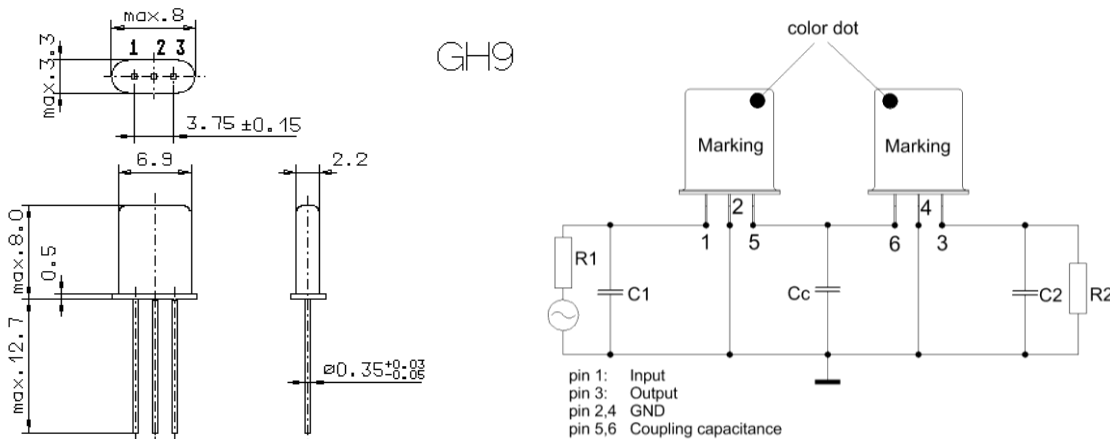 max.8
max.3.3
1 2 3
3.75 ±0.15
GH9
6.9
2.2
max.8.0
0.5
max.12.7
⌀0.35+0.03
-0.05
color dot
Marking
Marking
2
4
1
5
6
3
R1
C1
Cc
C2
R2
pin 1: Input
pin 3: Output
pin 2,4 GND
pin 5,6 Coupling capacitance